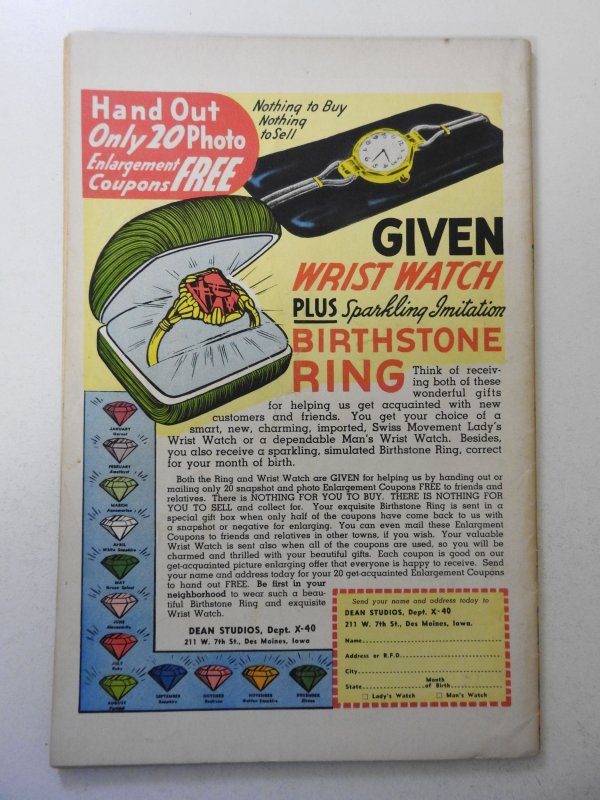 Hand Out
Only 20 Photo
Enlargement
Coupons FREE
Nothing to Buy
Nothing
to Sell
GIVEN
WRIST WATCH
PLUS Sparkling Imitation
BIRTHSTONE
RING
Think of receiv-
ing both of these
wonderful gifts
for helping us get acquainted with new
customers and friends. You get your choice of a
smart, new, charming, imported, Swiss Movement Lady's
Wrist Watch or a dependable Man's Wrist Watch. Besides,
you also receive a sparkling, simulated Birthstone Ring, correct
for your month of birth.
Both the Ring and Wrist Watch are GIVEN for helping us by handing out or
mailing only 20 snapshot and photo Enlargement Coupons FREE to friends and
relatives. There is NOTHING FOR YOU TO BUY. THERE IS NOTHING FOR
YOU TO SELL and collect for. Your exquisite Birthstone Ring is sent in a
special gift box when only half of the coupons have come back to us with
a snapshot or negative for enlarging. You can even mail these Enlargment
Coupons to friends and relatives in other towns, if you wish. Your valuable
Wrist Watch is sent also when all of the coupons are used, so you will be
charmed and thrilled with your beautiful gifts. Each coupon is good on our
get-acquainted picture enlarging offer that everyone is happy to receive. Send
your name and address today for your 20 get-acquainted Enlargement Coupons
to hand out FREE. Be first in your
neighborhood to wear such a beau-
tiful Birthstone Ring and exquisite
Wrist Watch.
DEAN STUDIOS, Dept. X-40
211 W. 7th St., Des Moines, Iowa
JANUARY
Garnet
FEBRUARY
Amethyst
MARCH
Aquamarine
APRIL
White Sapphire
MAY
Green Spinel
JUNE
Alexandrite
JULY
Ruby
AUGUST
Peridot
SEPTEMBER
Sapphire
OCTOBER
Rozircon
NOVEMBER
Golden Sapphire
Send your name and address today to
DEAN STUDIOS, Dept. X-40
211 W. 7th St., Des Moines, Iowa.
Name
Address or R.F.D.
City
State
Month
of Birth
Lady's Watch Man's Watch